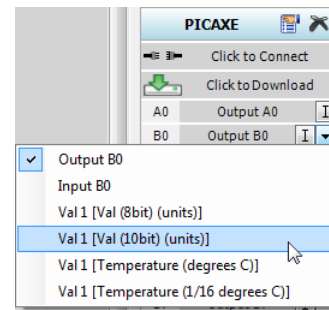 PICAXE
Click to Connect
Click to Download
A0 Output A0 I
B0 Output B0 I
Output B0
Input B0
Val 1 [Val (8bit) (units)]
Val 1 [Val (10bit) (units)]
Val 1 [Temperature (degrees C)]
Val 1 [Temperature (1/16 degrees C)]